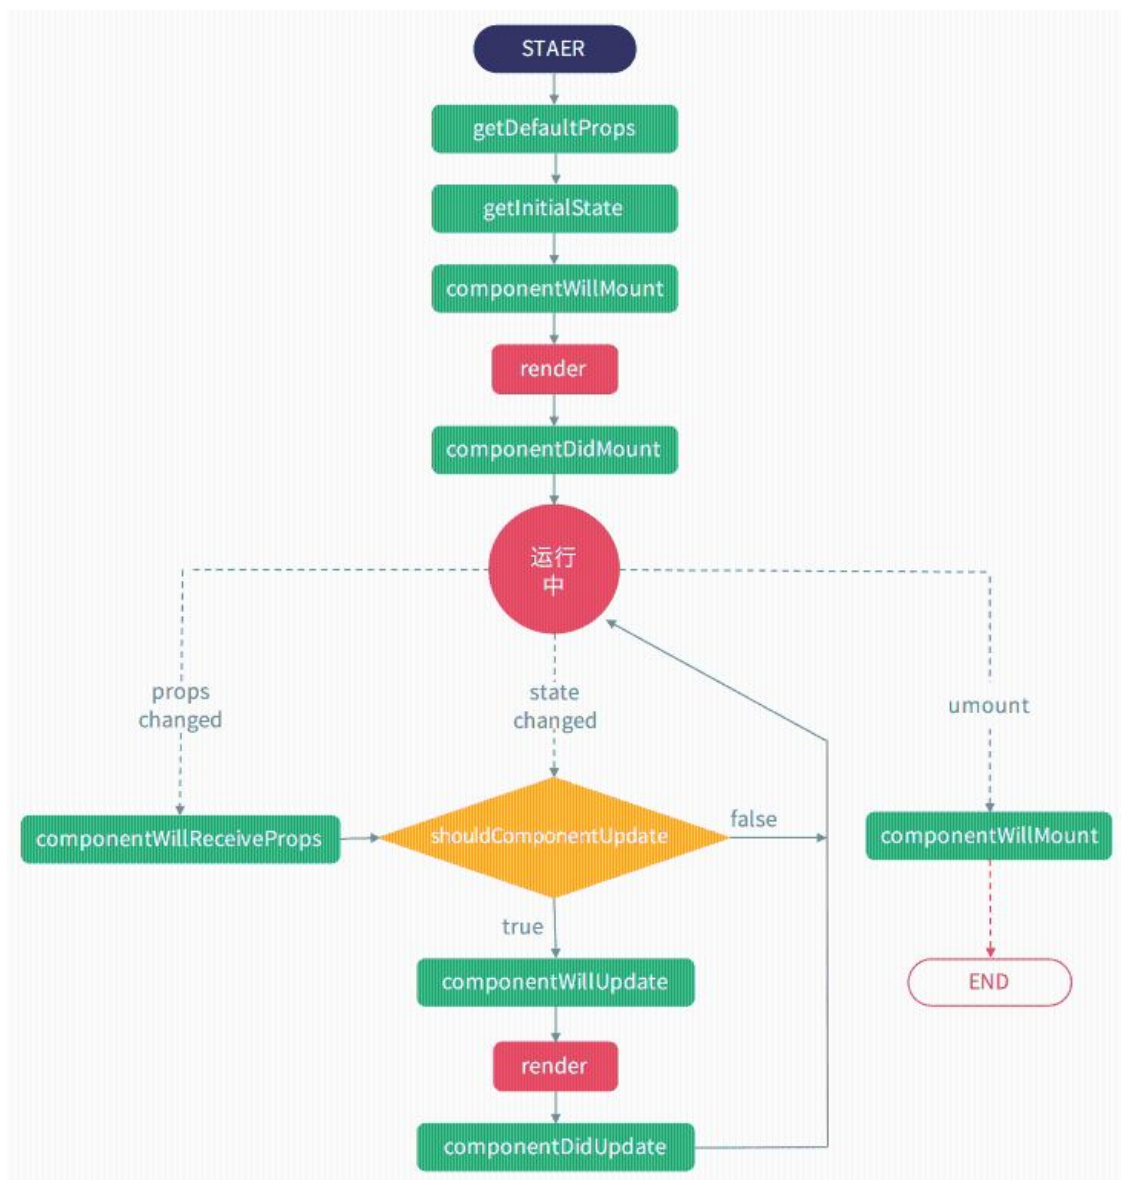 STAER
getDefaultProps
getInitialState
componentWillMount
render
componentDidMount
运行
中
props
changed
state
changed
umount
componentWillReceiveProps
shouldComponentUpdate
false
componentWillMount
true
componentWillUpdate
END
render
componentDidUpdate